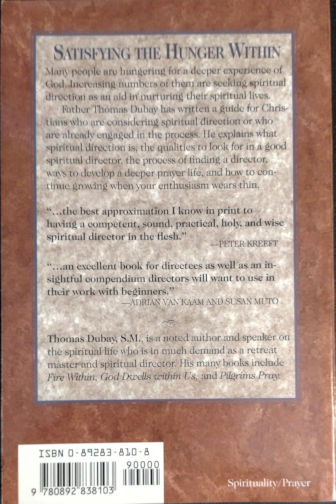 SATISFYING THE HUNGER WITHIN
Many people are hungering for a deeper experience of
God. Increasing numbers of them are seeking spiritual
direction as an aid in nurturing their spiritual lives.
Father Thomas Dubay has written a guide for Chris-
tians who are considering spiritual direction or who
are already engaged in the process. He explains what
spiritual direction is, the qualities to look for in a good
spiritual director, the process of finding a director,
ways to develop a deeper prayer life, and how to con-
tinue growing when your enthusiasm wears thin.
“...the best approximation I know in print to
having a competent, sound, practical, holy, and wise
spiritual director in the flesh.”
—PETER KREEFT
“...an excellent book for directees as well as an in-
sightful compendium directors will want to use in
their work with beginners.”
—ADRIAN VAN KAAM AND SUSAN MUTO
Thomas Dubay, S.M., is a noted author and speaker on
the spiritual life who is in much demand as a retreat
master and spiritual director. His many books include
Fire Within, God Dwells within Us, and Pilgrims Pray.
ISBN 0-89283-810-8
90000
9 780892 838103
Spirituality/Prayer